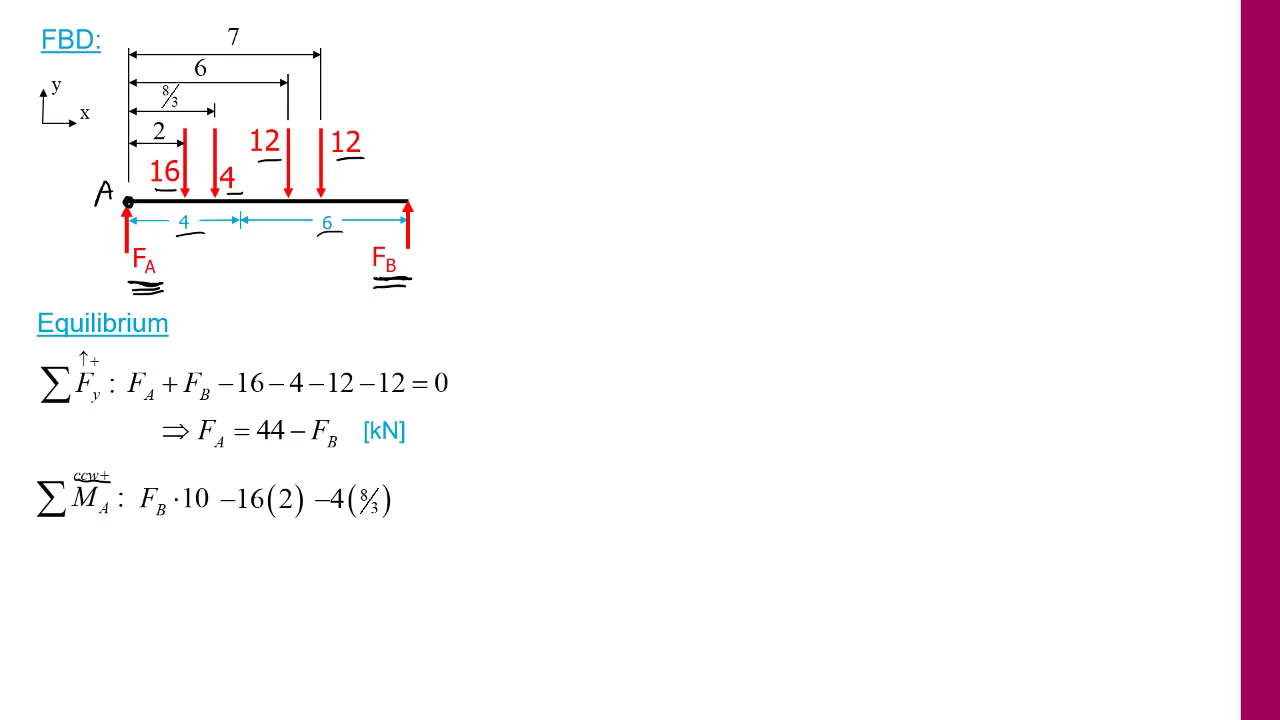 FBD:
7
6
y
8/3
x
2
12
12
16
4
A
4
6
F_A
F_B
Equilibrium
∑ F_y ↑+ : F_A + F_B −16 − 4 −12 −12 = 0
⇒ F_A = 44 − F_B [kN]
∑ M_A ccw+ : F_B ·10 −16(2) −4(8/3)